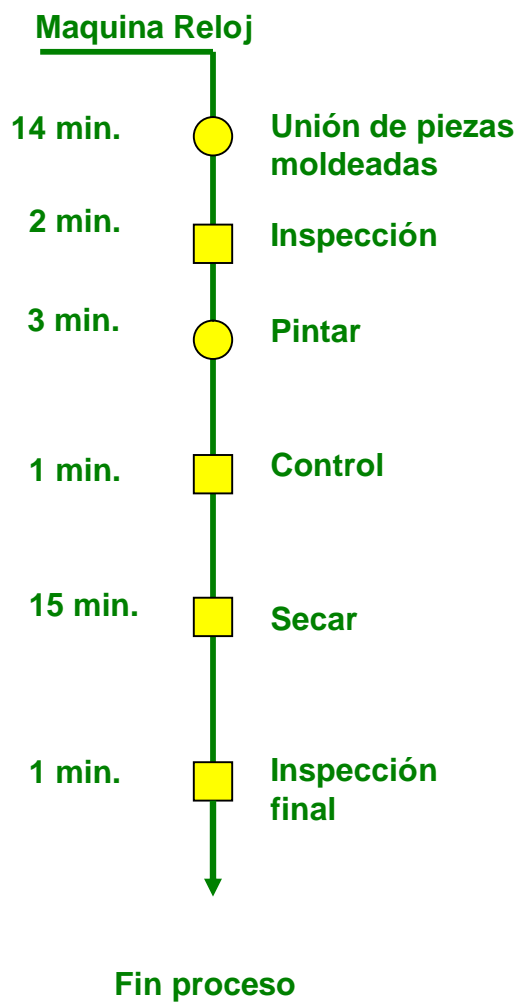 Maquina Reloj
14 min.
Unión de piezas
moldeadas
2 min.
Inspección
3 min.
Pintar
1 min.
Control
15 min.
Secar
1 min.
Inspección
final
Fin proceso